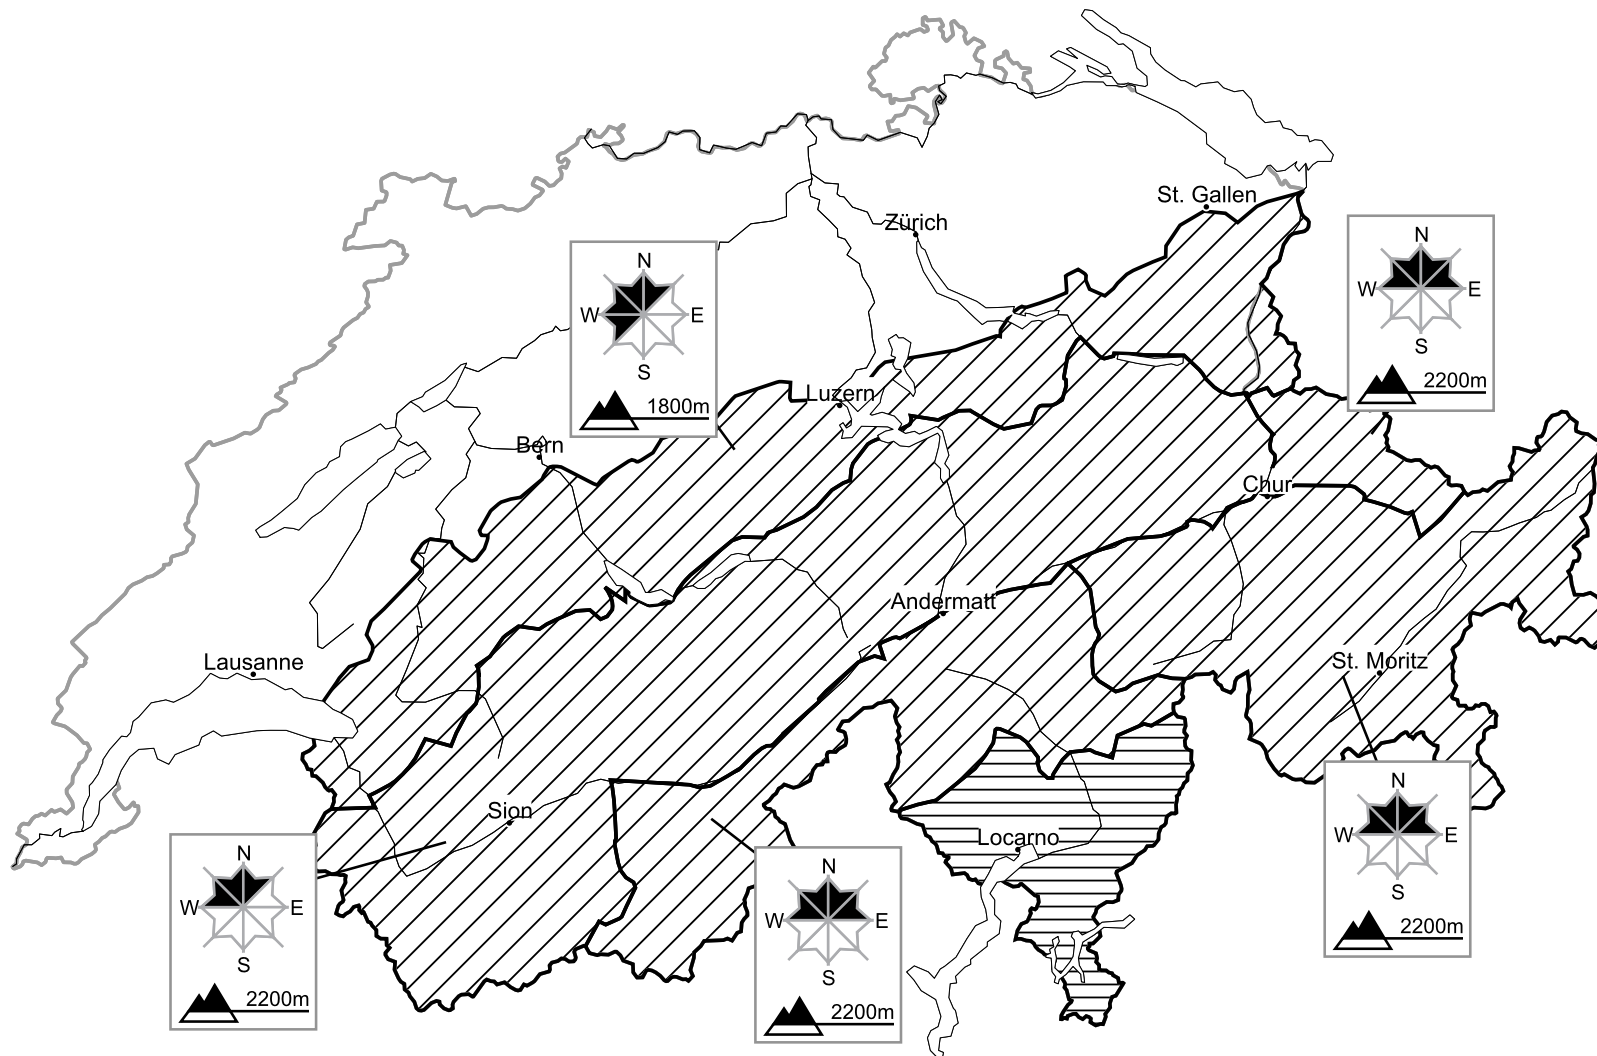 St. Gallen
Zürich
N
W E
S
2200m
N
W E
S
1800m
Luzern
Bern
Chur
Andermatt
Lausanne
St. Moritz
Sion
Locarno
N
W E
S
2200m
N
W E
S
2200m
N
W E
S
2200m